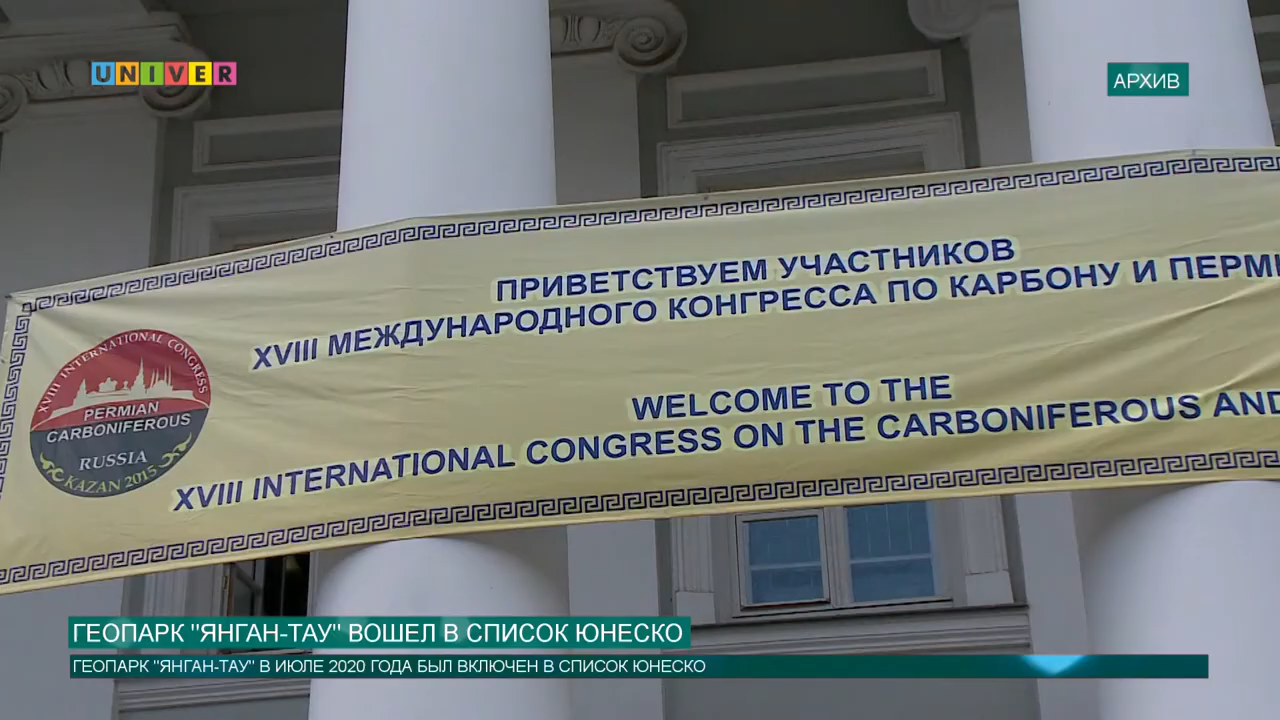 UNIVER
АРХИВ
ПРИВЕТСТВУЕМ УЧАСТНИКОВ
XVIII МЕЖДУНАРОДНОГО КОНГРЕССА ПО КАРБОНУ И ПЕРМИ
WELCOME TO THE
XVIII INTERNATIONAL CONGRESS ON THE CARBONIFEROUS AND
XVIII INTERNATIONAL CONGRESS
PERMIAN
CARBONIFEROUS
RUSSIA
KAZAN 2015
ГЕОПАРК "ЯНГАН-ТАУ" ВОШЕЛ В СПИСОК ЮНЕСКО
ГЕОПАРК "ЯНГАН-ТАУ" В ИЮЛЕ 2020 ГОДА БЫЛ ВКЛЮЧЕН В СПИСОК ЮНЕСКО